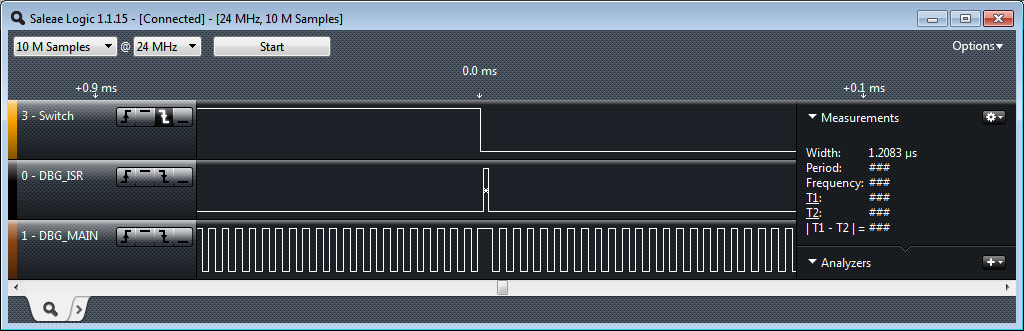 Saleae Logic 1.1.15 - [Connected] - [24 MHz, 10 M Samples]
10 M Samples @ 24 MHz Start Options
0.0 ms
+0.9 ms +0.1 ms
3 - Switch
Measurements
0 - DBG_ISR
Width: 1.2083 µs
Period: ###
Frequency: ###
T1: ###
T2: ###
| T1 - T2 | = ###
1 - DBG_MAIN
Analyzers